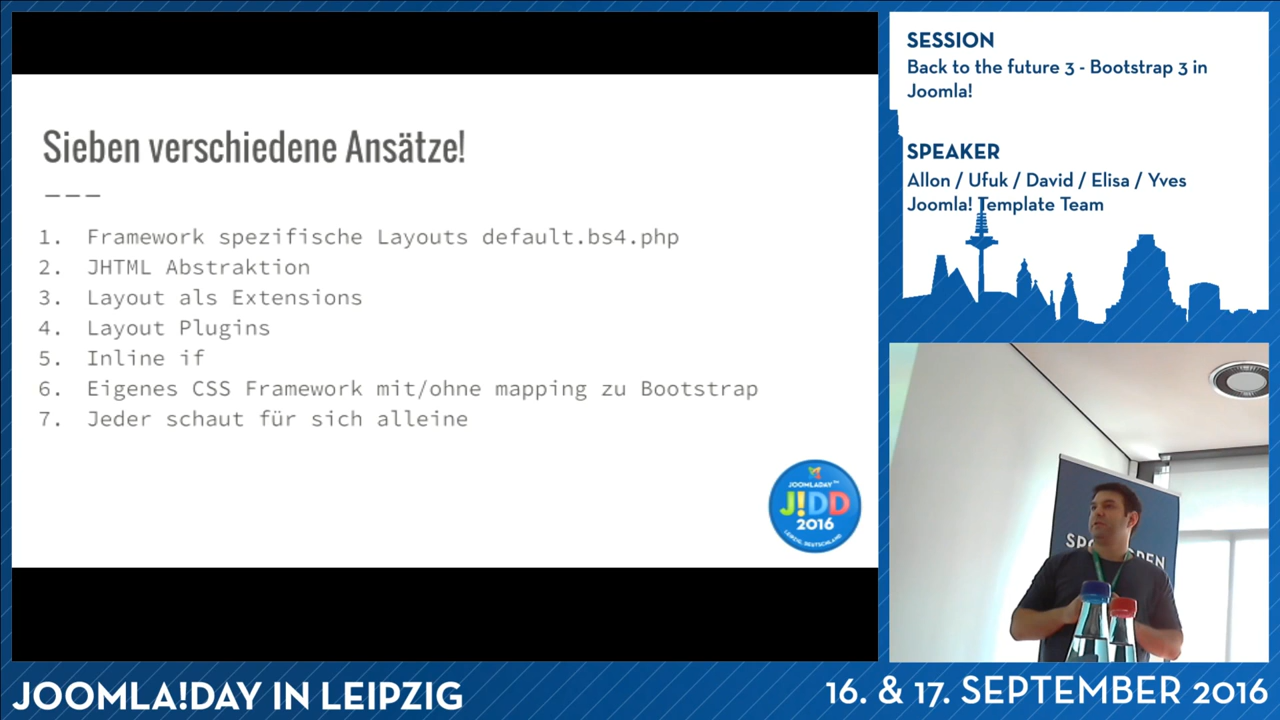 Sieben verschiedene Ansätze!
1. Framework spezifische Layouts default.bs4.php
2. JHTML Abstraktion
3. Layout als Extensions
4. Layout Plugins
5. Inline if
6. Eigenes CSS Framework mit/ohne mapping zu Bootstrap
7. Jeder schaut für sich alleine
JOOMLADAY™
J!DD
2016
LEIPZIG, DEUTSCHLAND
SESSION
Back to the future 3 - Bootstrap 3 in
Joomla!
SPEAKER
Allon / Ufuk / David / Elisa / Yves
Joomla! Template Team
JOOMLA!DAY IN LEIPZIG
16. & 17. SEPTEMBER 2016